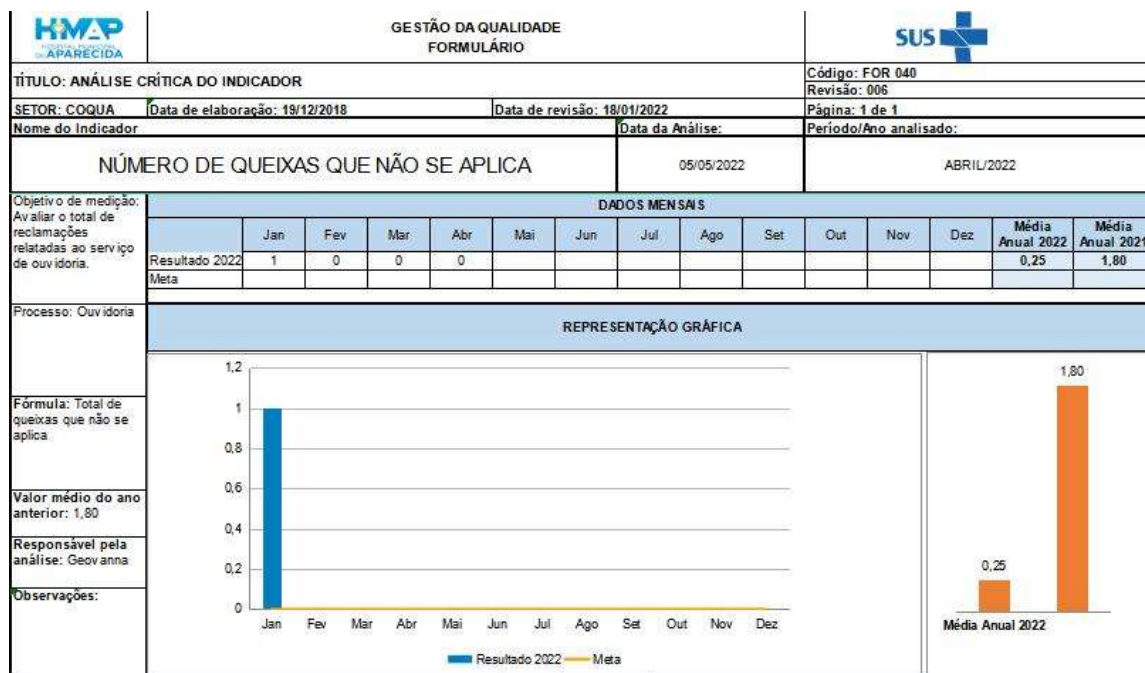 HMAP
HOSPITAL MUNICIPAL
DE APARECIDA
GESTÃO DA QUALIDADE
FORMULÁRIO
SUS
TÍTULO: ANÁLISE CRÍTICA DO INDICADOR
Código: FOR 040
Revisão: 006
SETOR: COQUA
Data de elaboração: 19/12/2018
Data de revisão: 18/01/2022
Página: 1 de 1
Nome do Indicador
Data da Análise:
Período/Ano analisado:
NÚMERO DE QUEIXAS QUE NÃO SE APLICA
05/05/2022
ABRIL/2022
Objetivo de medição:
Avaliar o total de
reclamações
relatadas ao serviço
de ouvidoria.
DADOS MENSAIS
Jan Fev Mar Abr Mai Jun Jul Ago Set Out Nov Dez Média Anual 2022 Média Anual 2021
Resultado 2022 1 0 0 0 0,25 1,80
Meta
Processo: Ouvidoria
REPRESENTAÇÃO GRÁFICA
Fórmula: Total de
queixas que não se
aplica
Valor médio do ano
anterior: 1,80
Responsável pela
análise: Geovanna
Observações:
1,2
1
0,8
0,6
0,4
0,2
0
Jan Fev Mar Abr Mai Jun Jul Ago Set Out Nov Dez
Resultado 2022 Meta
1,80
0,25
Média Anual 2022